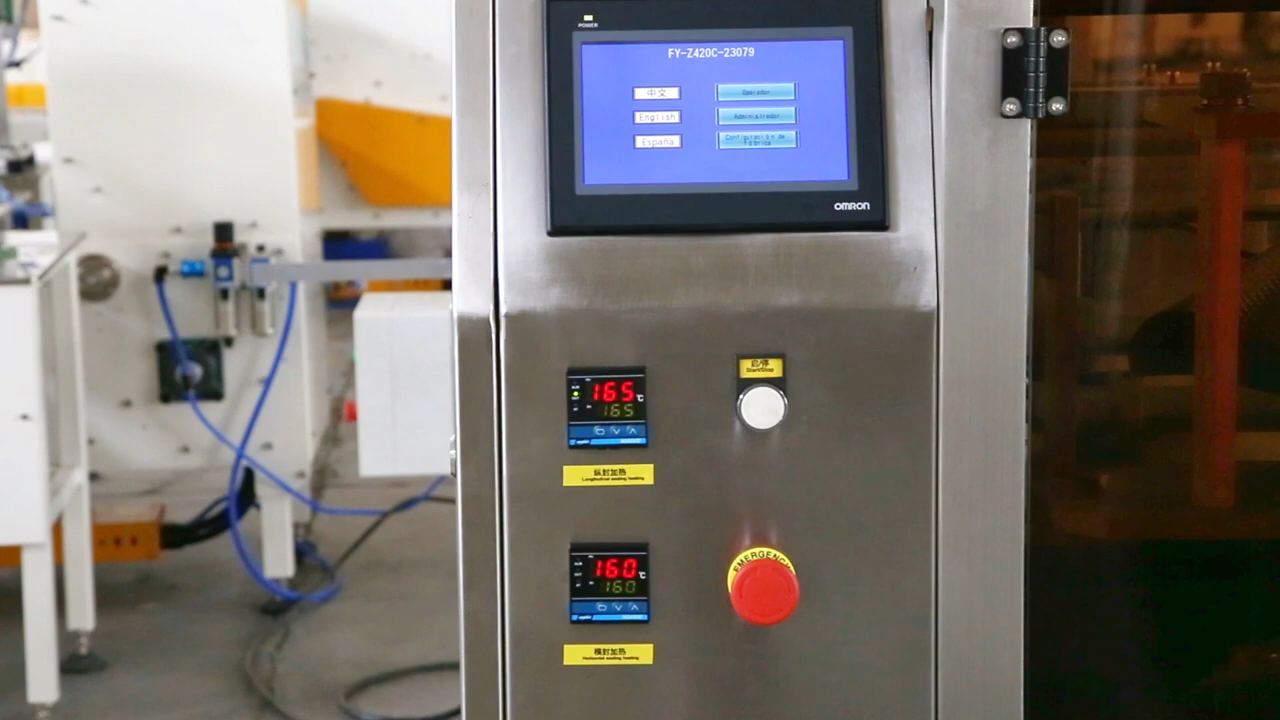 POWER
FY-Z420C-23079
中文
Operador
English
Administrador
España
Configuración de
fábrica
OMRON
启/停
Start/Stop
165
℃
165
纵封加热
Longitudinal sealing heating
EMERGENCY
160
℃
160
横封加热
Horizontal sealing heating